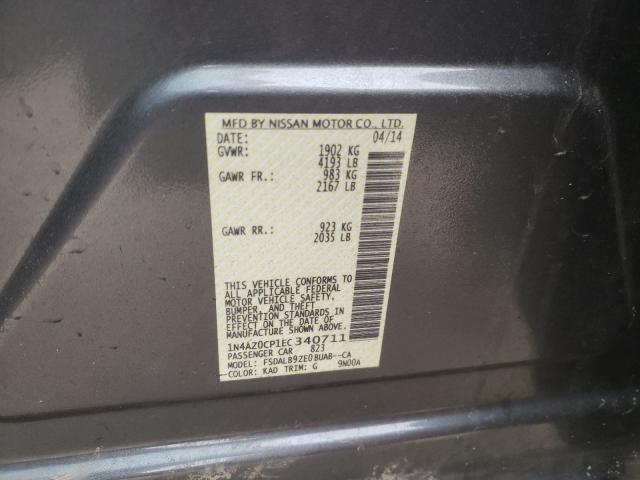 MFD BY NISSAN MOTOR CO., LTD.
DATE: 04/14
GVWR: 1902 KG
4193 LB
GAWR FR.: 983 KG
2167 LB
GAWR RR.: 923 KG
2035 LB
THIS VEHICLE CONFORMS TO
ALL APPLICABLE FEDERAL
MOTOR VEHICLE SAFETY,
BUMPER, AND THEFT
PREVENTION STANDARDS IN
EFFECT ON THE DATE OF
MANUFACTURE SHOWN ABOVE.
1N4AZ0CP1EC340711
PASSENGER CAR 823
MODEL: FSDALB9ZE0BUAB--CA
COLOR: KAD TRIM: G 9N00A